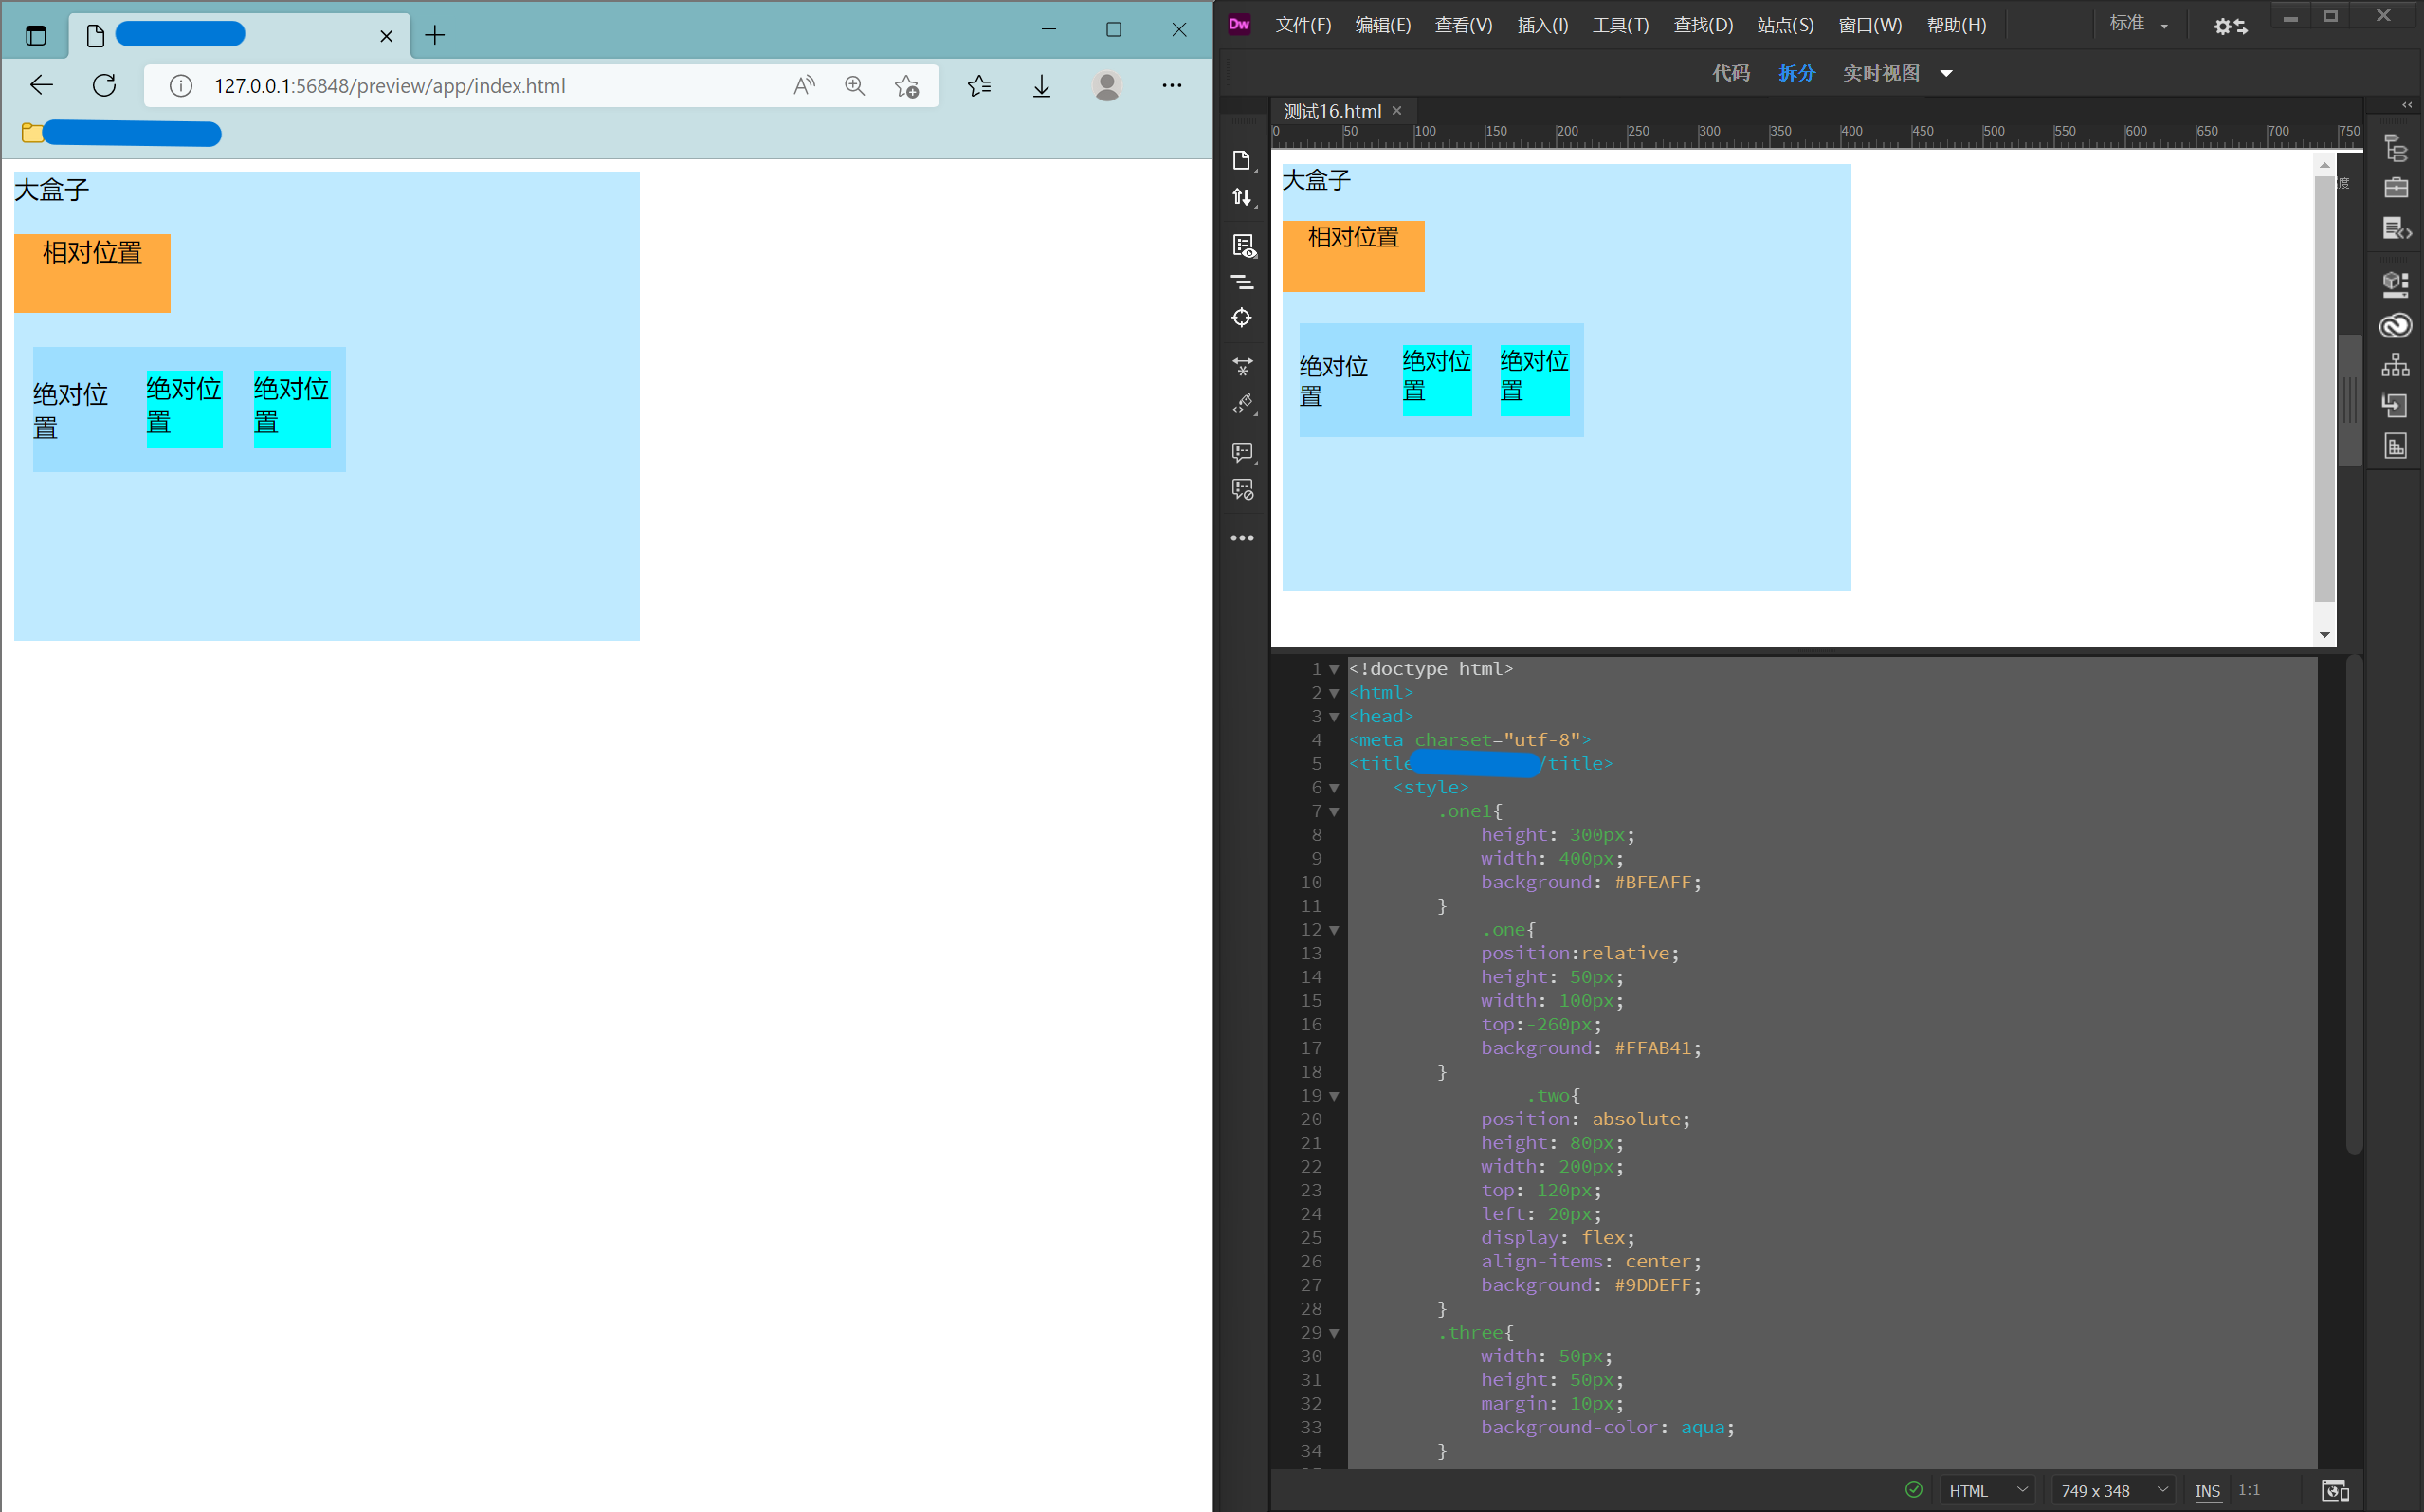 127.0.0.1:56848/preview/app/index.html
大盒子
相对位置
绝对位
置
绝对位
置
绝对位
置
Dw 文件(F) 编辑(E) 查看(V) 插入(I) 工具(T) 查找(D) 站点(S) 窗口(W) 帮助(H) 标准
代码 拆分 实时视图
测试16.html
0 50 100 150 200 250 300 350 400 450 500 550 600 650 700 750
大盒子
度
相对位置
绝对位
置
绝对位
置
绝对位
置
1 <!doctype html>
2 <html>
3 <head>
4 <meta charset="utf-8">
5 <title /title>
6 <style>
7 .one1{
8 height: 300px;
9 width: 400px;
10 background: #BFEAFF;
11 }
12 .one{
13 position:relative;
14 height: 50px;
15 width: 100px;
16 top:-260px;
17 background: #FFAB41;
18 }
19 .two{
20 position: absolute;
21 height: 80px;
22 width: 200px;
23 top: 120px;
24 left: 20px;
25 display: flex;
26 align-items: center;
27 background: #9DDEFF;
28 }
29 .three{
30 width: 50px;
31 height: 50px;
32 margin: 10px;
33 background-color: aqua;
34 }
HTML 749 x 348 INS 1:1